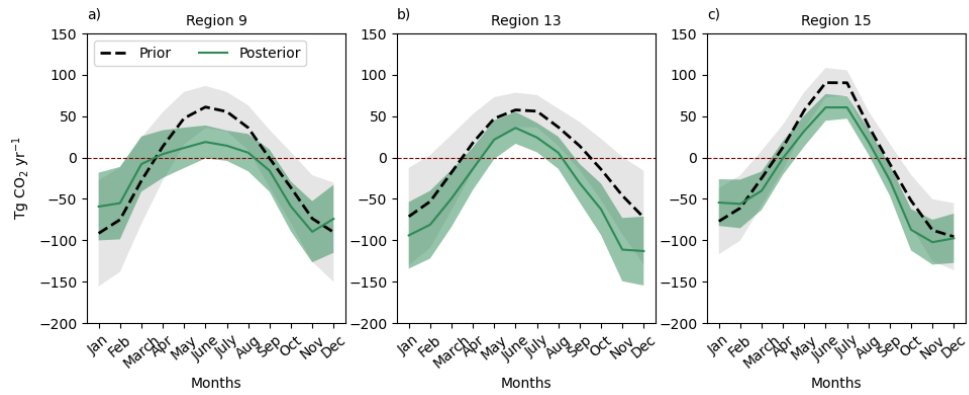 a) Region 9
b) Region 13
c) Region 15
Prior Posterior
Tg CO₂ yr⁻¹
150
100
50
0
−50
−100
−150
−200
Jan Feb March Apr May June July Aug Sep Oct Nov Dec
Months
150
100
50
0
−50
−100
−150
−200
Jan Feb March Apr May June July Aug Sep Oct Nov Dec
Months
150
100
50
0
−50
−100
−150
−200
Jan Feb March Apr May June July Aug Sep Oct Nov Dec
Months